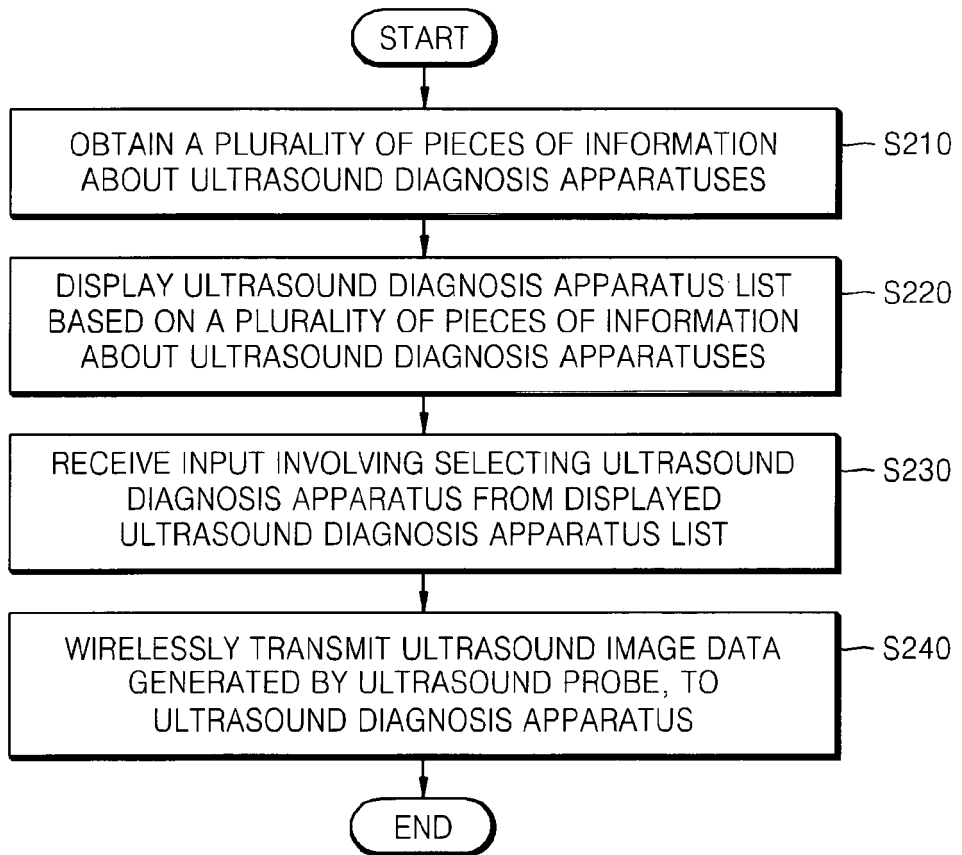 START
OBTAIN A PLURALITY OF PIECES OF INFORMATION
ABOUT ULTRASOUND DIAGNOSIS APPARATUSES
S210
DISPLAY ULTRASOUND DIAGNOSIS APPARATUS LIST
BASED ON A PLURALITY OF PIECES OF INFORMATION
ABOUT ULTRASOUND DIAGNOSIS APPARATUSES
S220
RECEIVE INPUT INVOLVING SELECTING ULTRASOUND
DIAGNOSIS APPARATUS FROM DISPLAYED
ULTRASOUND DIAGNOSIS APPARATUS LIST
S230
WIRELESSLY TRANSMIT ULTRASOUND IMAGE DATA
GENERATED BY ULTRASOUND PROBE, TO
ULTRASOUND DIAGNOSIS APPARATUS
S240
END